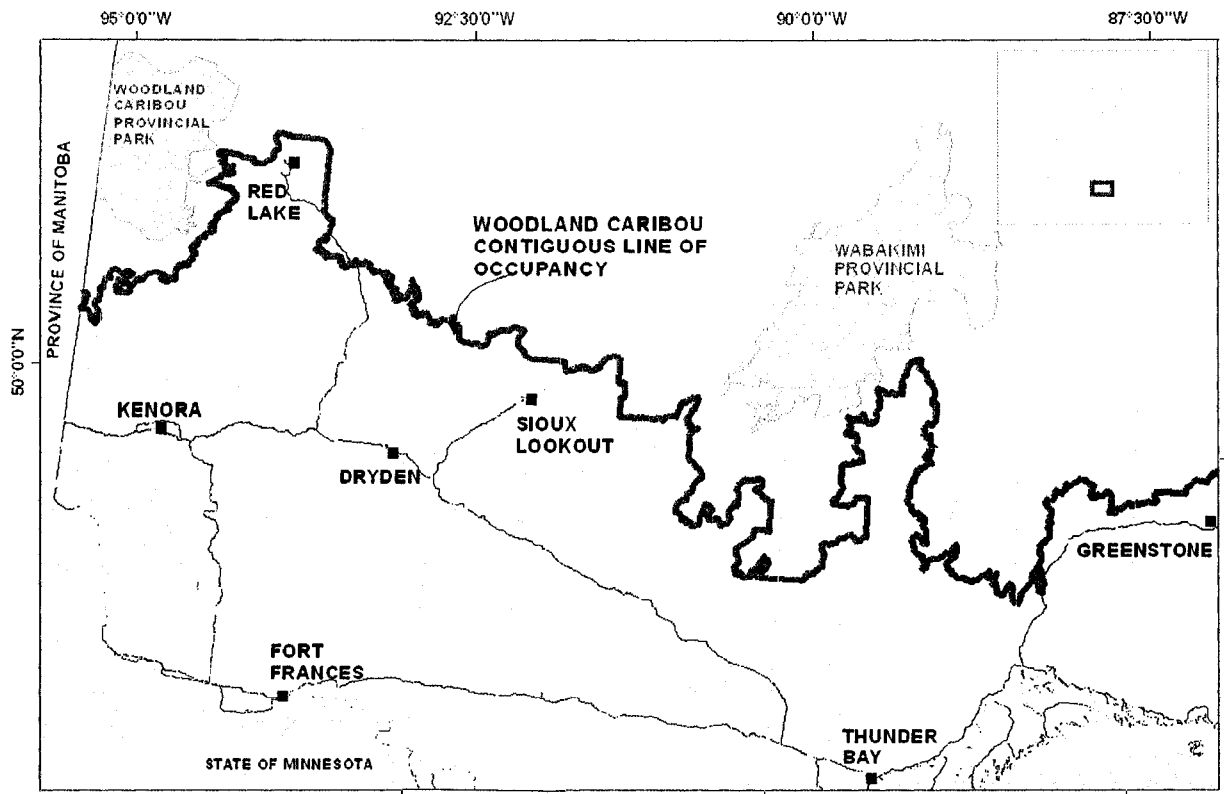 95°0'0"W
92°30'0"W
90°0'0"W
87°30'0"W
WOODLAND
CARIBOU
PROVINCIAL
PARK
PROVINCE OF MANITOBA
RED
LAKE
WOODLAND CARIBOU
CONTIGUOUS LINE OF
OCCUPANCY
WABAKIMI
PROVINCIAL
PARK
50°0'0"N
KENORA
SIOUX
LOOKOUT
DRYDEN
GREENSTONE
FORT
FRANCES
THUNDER
BAY
STATE OF MINNESOTA